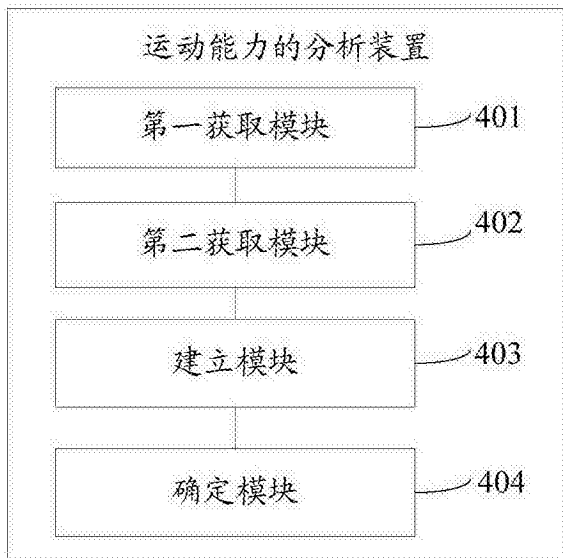 运动能力的分析装置
第一获取模块 401
第二获取模块 402
建立模块 403
确定模块 404